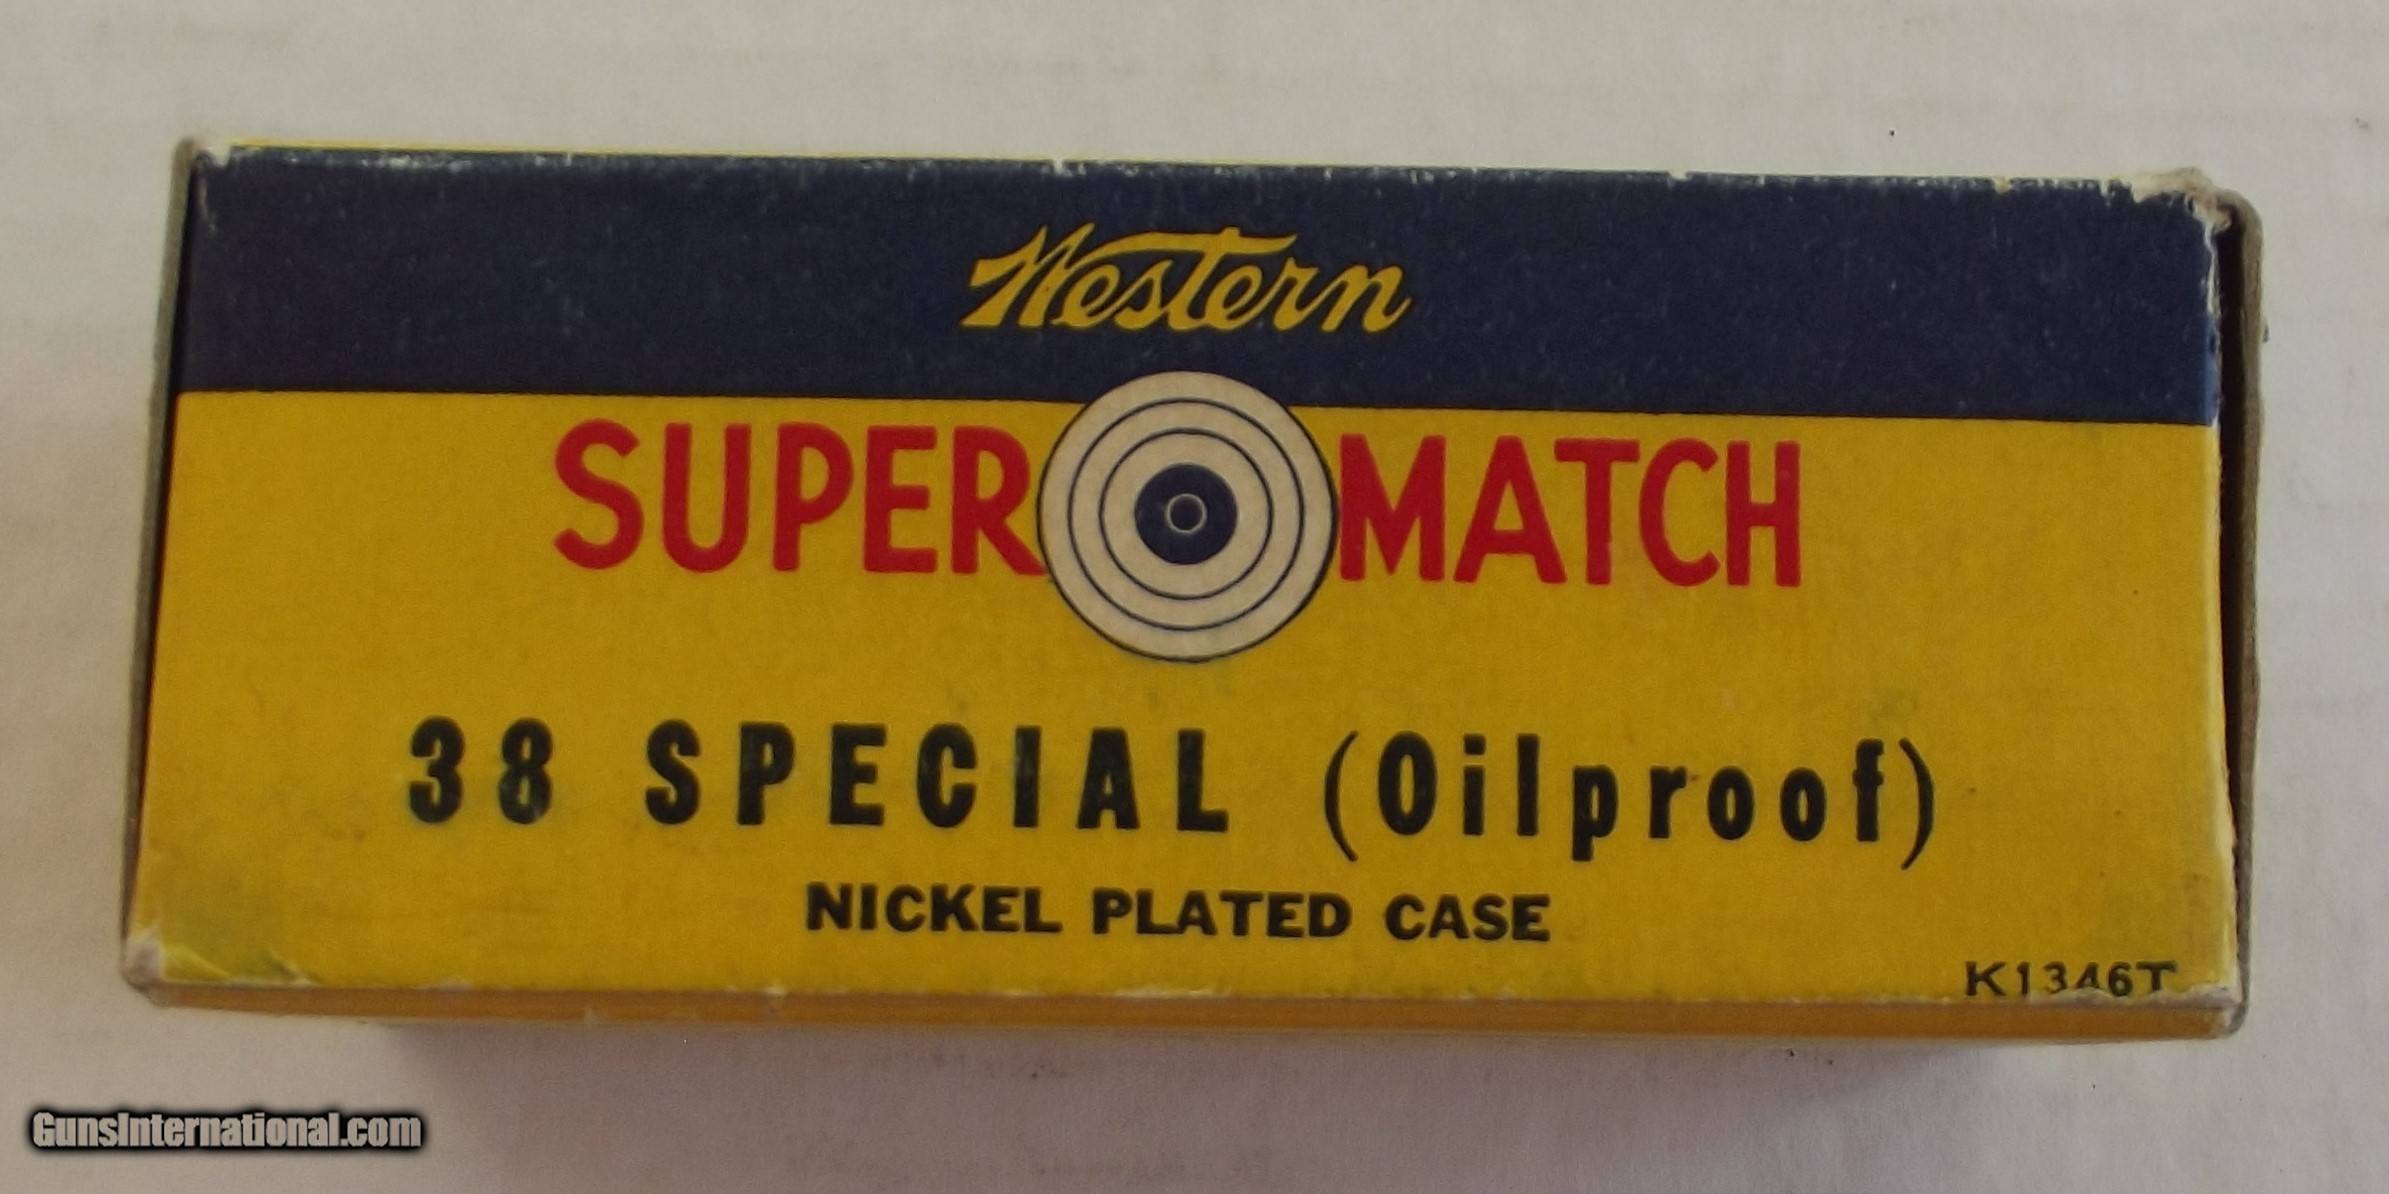 Western
SUPER MATCH
38 SPECIAL (Oilproof)
NICKEL PLATED CASE
K1346T
GunsInternational.com